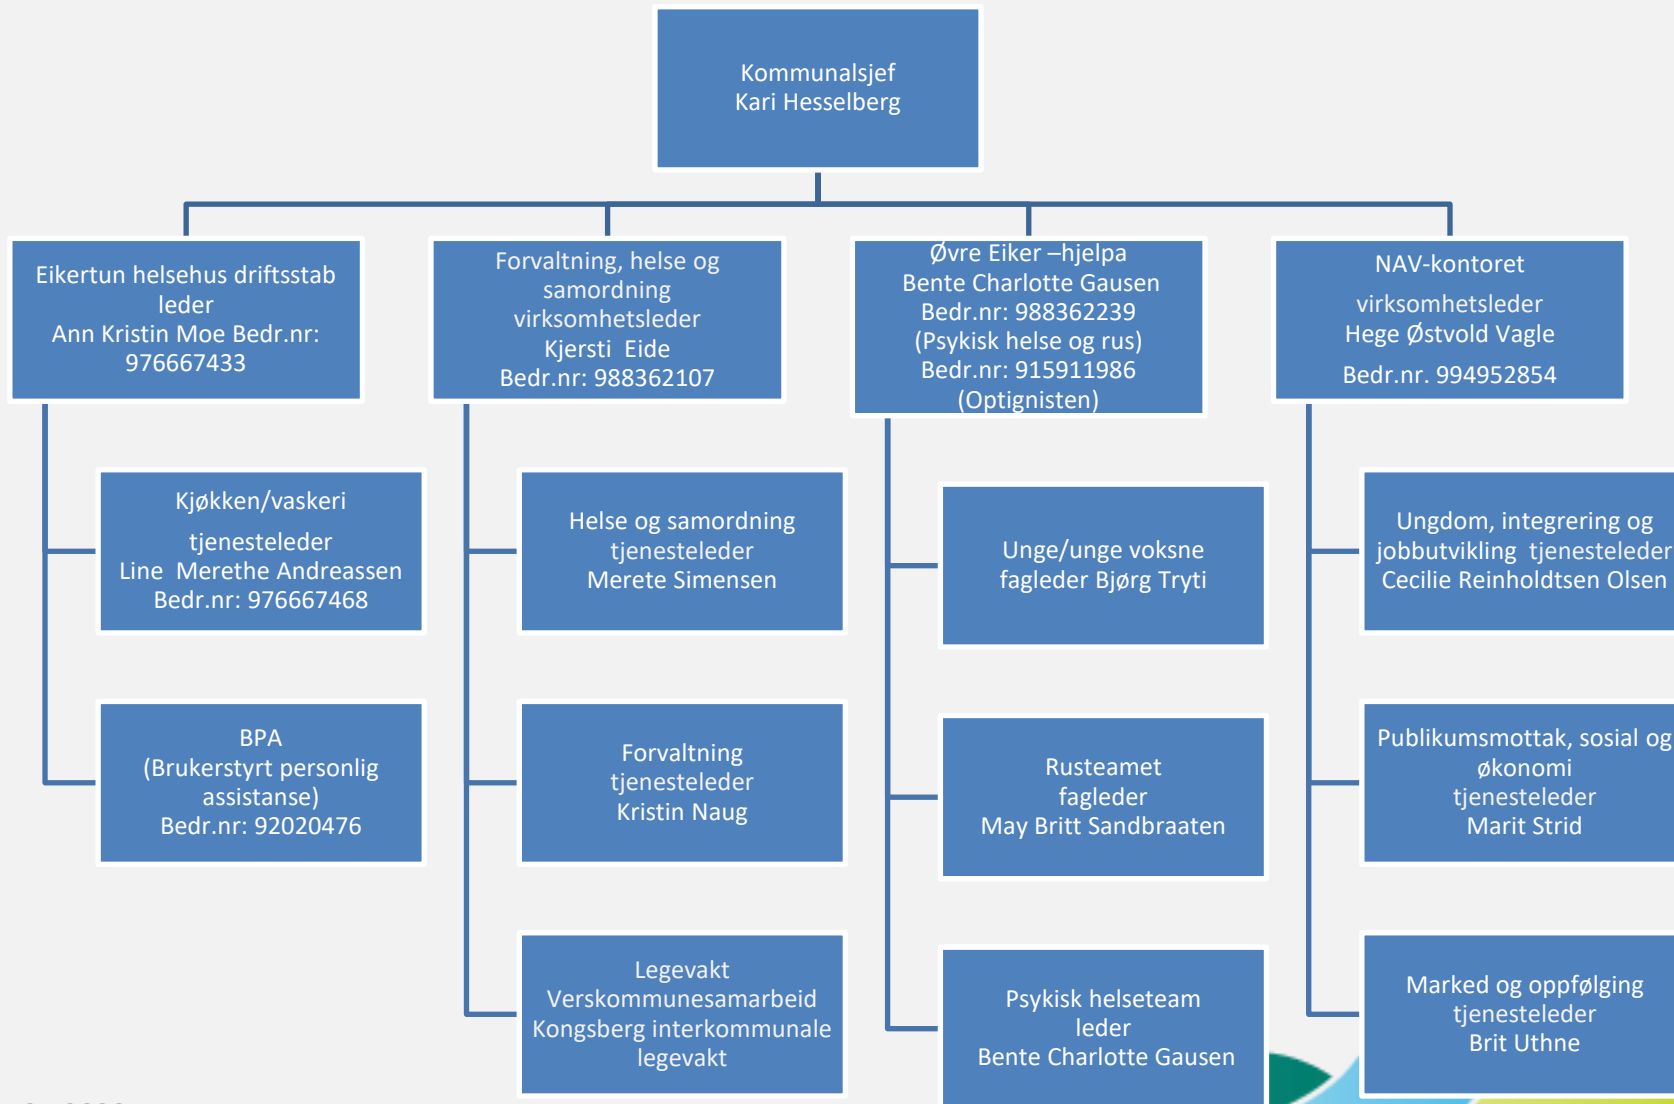 Kommunalsjef
Kari Hesselberg
Eikertun helsehus driftsstab
leder
Ann Kristin Moe Bedr.nr:
976667433
Kjøkken/vaskeri
tjenesteleder
Line Merethe Andreassen
Bedr.nr: 976667468
BPA
(Brukerstyrt personlig
assistanse)
Bedr.nr: 92020476
Forvaltning, helse og
samordning
virksomhetsleder
Kjersti Eide
Bedr.nr: 988362107
Helse og samordning
tjenesteleder
Merete Simensen
Forvaltning
tjenesteleder
Kristin Naug
Legevakt
Verskommunesamarbeid
Kongsberg interkommunale
legevakt
Øvre Eiker –hjelpa
Bente Charlotte Gausen
Bedr.nr: 988362239
(Psykisk helse og rus)
Bedr.nr: 915911986
(Optignisten)
Unge/unge voksne
fagleder Bjørg Tryti
Rusteamet
fagleder
May Britt Sandbraaten
Psykisk helseteam
leder
Bente Charlotte Gausen
NAV-kontoret
virksomhetsleder
Hege Østvold Vagle
Bedr.nr. 994952854
Ungdom, integrering og
jobbutvikling tjenesteleder
Cecilie Reinholdtsen Olsen
Publikumsmottak, sosial og
økonomi
tjenesteleder
Marit Strid
Marked og oppfølging
tjenesteleder
Brit Uthne